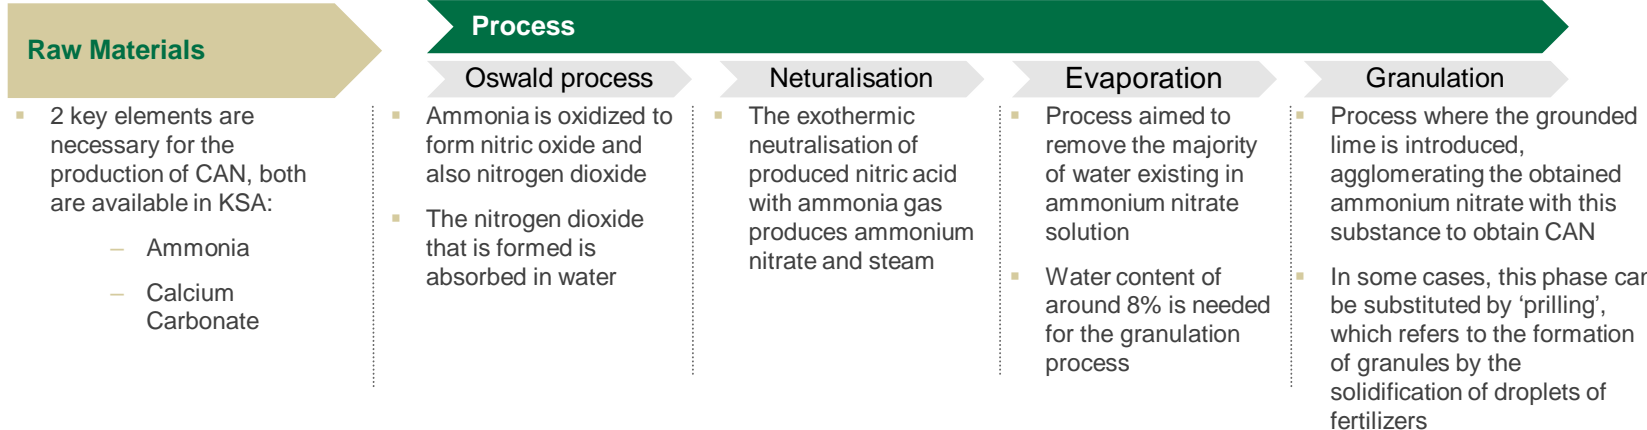 Raw Materials
Process
Oswald process
Neturalisation
Evaporation
Granulation
▪ 2 key elements are
necessary for the
production of CAN, both
are available in KSA:
– Ammonia
– Calcium
Carbonate
▪ Ammonia is oxidized to
form nitric oxide and
also nitrogen dioxide
▪ The nitrogen dioxide
that is formed is
absorbed in water
▪ The exothermic
neutralisation of
produced nitric acid
with ammonia gas
produces ammonium
nitrate and steam
▪ Process aimed to
remove the majority
of water existing in
ammonium nitrate
solution
▪ Water content of
around 8% is needed
for the granulation
process
▪ Process where the grounded
lime is introduced,
agglomerating the obtained
ammonium nitrate with this
substance to obtain CAN
▪ In some cases, this phase can
be substituted by ‘prilling’,
which refers to the formation
of granules by the
solidification of droplets of
fertilizers